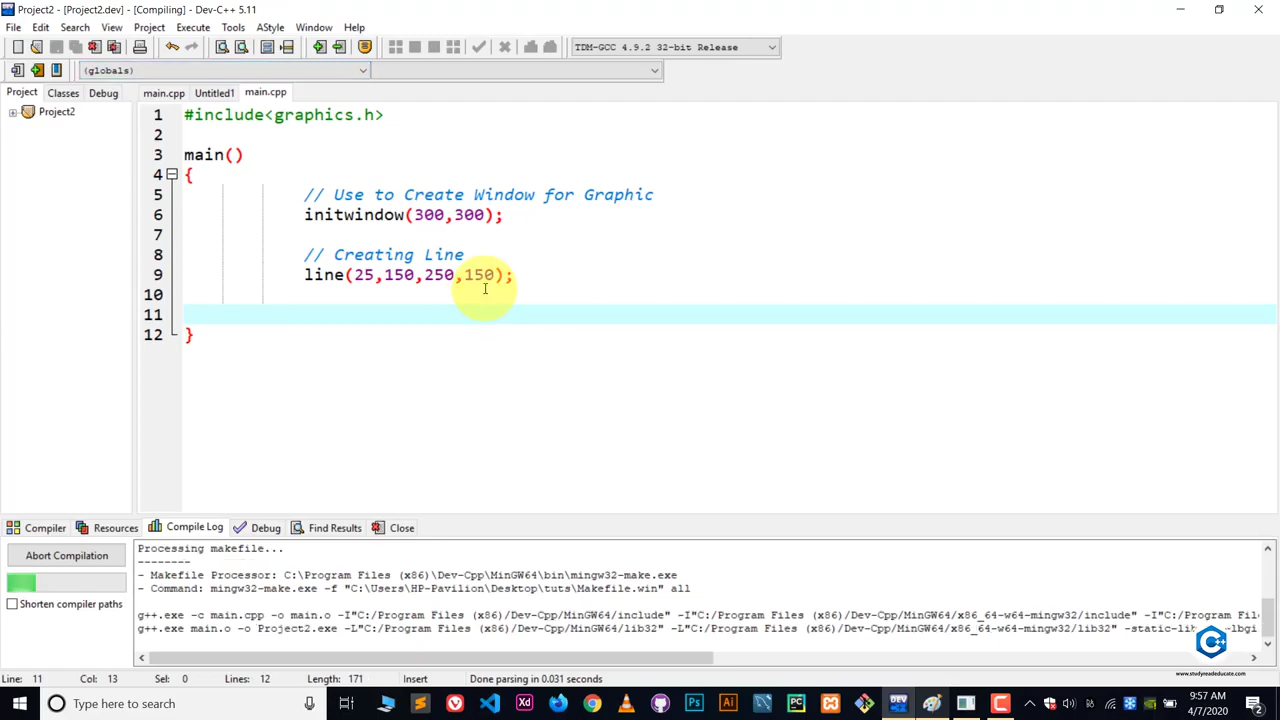 Project2 - [Project2.dev] - [Compiling] - Dev-C++ 5.11
File Edit Search View Project Execute Tools AStyle Window Help
TDM-GCC 4.9.2 32-bit Release
(globals)
Project Classes Debug main.cpp Untitled1 main.cpp
Project2
1 #include<graphics.h>
2
3 main()
4 {
5 // Use to Create Window for Graphic
6 initwindow(300,300);
7
8 // Creating Line
9 line(25,150,250,150);
10
11
12 }
Compiler Resources Compile Log Debug Find Results Close
Abort Compilation
Shorten compiler paths
Processing makefile...
--------
- Makefile Processor: C:\Program Files (x86)\Dev-Cpp\MinGW64\bin\mingw32-make.exe
- Command: mingw32-make.exe -f "C:\Users\HP-Pavilion\Desktop\tuts\Makefile.win" all
g++.exe -c main.cpp -o main.o -I"C:/Program Files (x86)/Dev-Cpp/MinGW64/include" -I"C:/Program Files (x86)/Dev-Cpp/MinGW64/x86_64-w64-mingw32/include" -I"C:/Program File
g++.exe main.o -o Project2.exe -L"C:/Program Files (x86)/Dev-Cpp/MinGW64/lib32" -L"C:/Program Files (x86)/Dev-Cpp/MinGW64/x86_64-w64-mingw32/lib32" -static-lib
C++
www.studyreadeducate.com
Line: 11 Col: 13 Sel: 0 Lines: 12 Length: 171 Insert Done parsing in 0.031 seconds
Type here to search
9:57 AM
4/7/2020